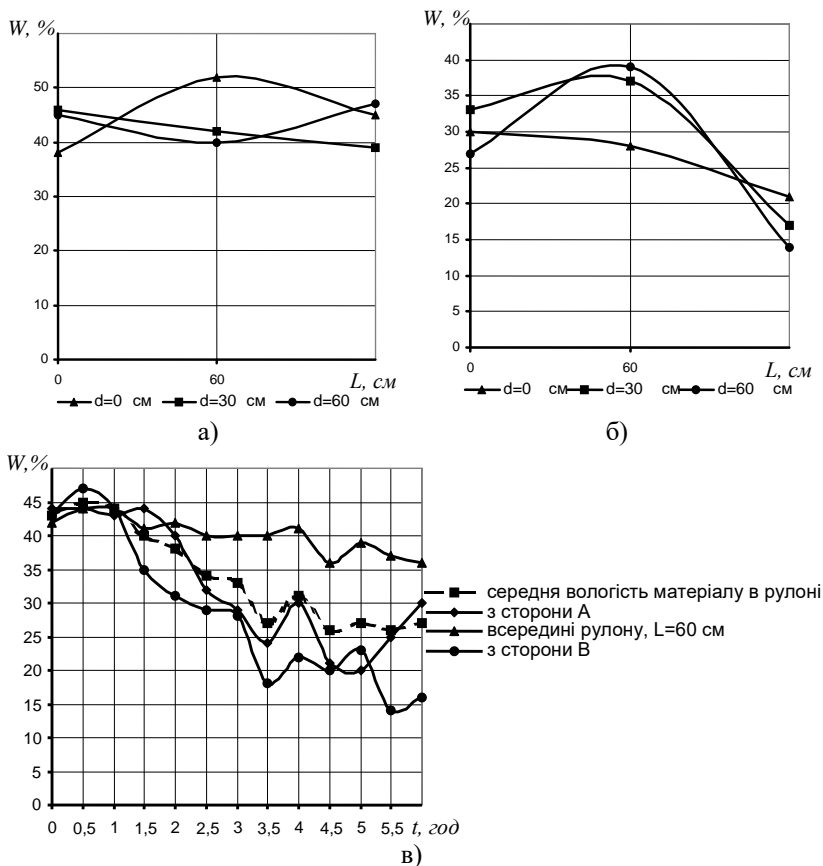 W, %
50
40
30
20
10
0
0
60
L, см
d=0 см d=30 см d=60 см
а)
W, %
40
35
30
25
20
15
10
5
0
0
60
L, см
d=0 см d=30 см d=60 см
б)
W,%
45
40
35
30
25
20
15
10
5
0
0 0,5 1 1,5 2 2,5 3 3,5 4 4,5 5 5,5 t, год
середня вологість матеріалу в рулоні
з сторони А
всередині рулону, L=60 см
з сторони В
в)